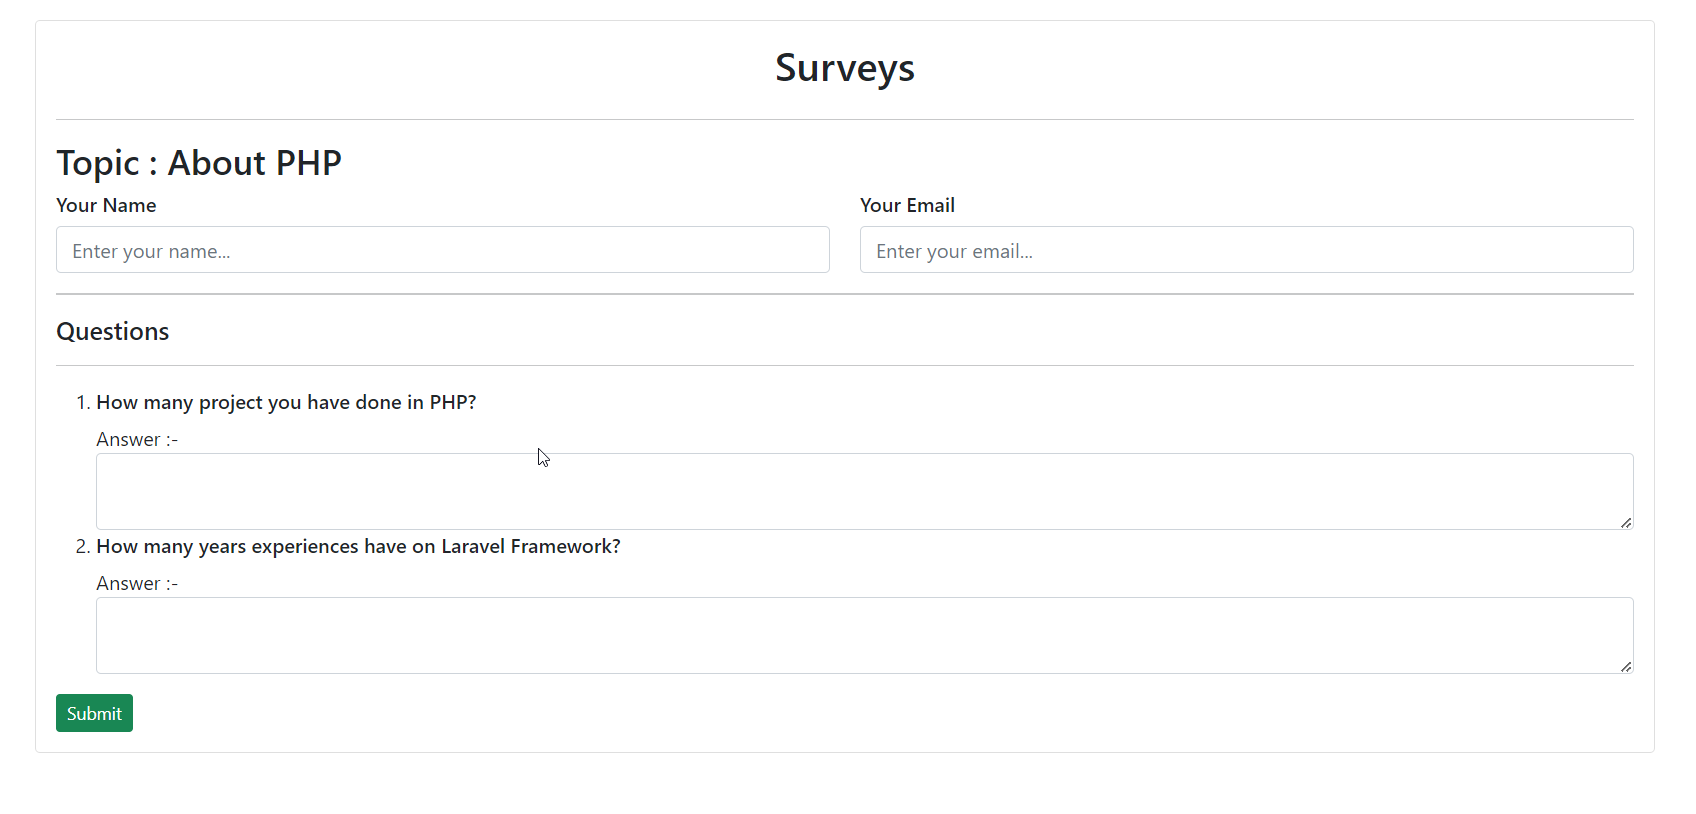 Surveys
Topic : About PHP
Your Name
Your Email
Enter your name...
Enter your email...
Questions
1. How many project you have done in PHP?
Answer :-
2. How many years experiences have on Laravel Framework?
Answer :-
Submit